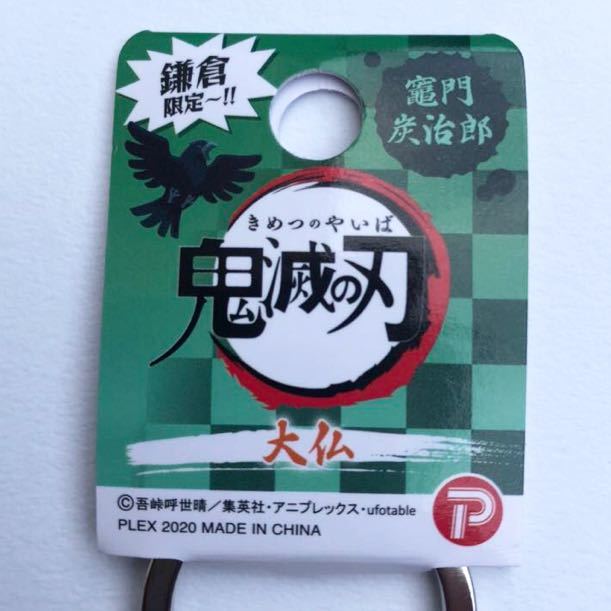 鎌倉
限定～!!
竈門
炭治郎
きめつのやいば
鬼滅の刃
大仏
©吾峠呼世晴／集英社・アニプレックス・ufotable
PLEX 2020 MADE IN CHINA
P